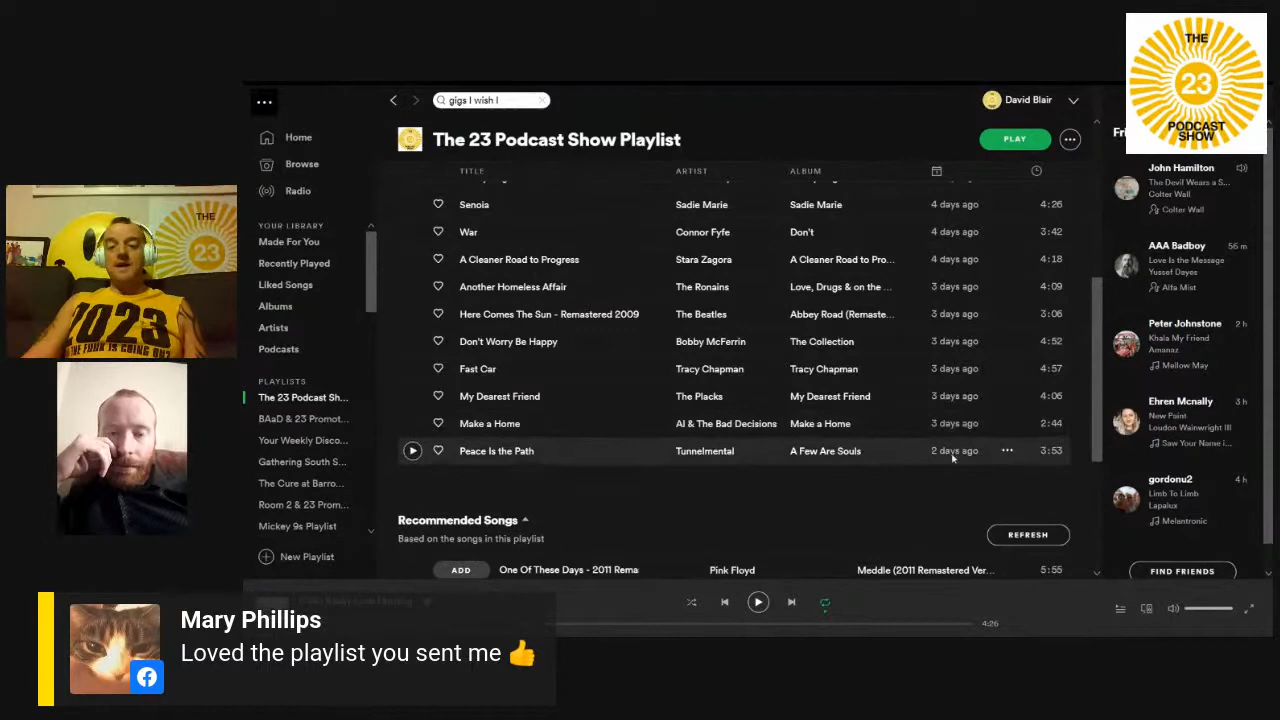 THE
23
PODCAST
SHOW
gigs I wish I
David Blair
Home
Browse
Radio
YOUR LIBRARY
Made For You
Recently Played
Liked Songs
Albums
Artists
Podcasts
PLAYLISTS
The 23 Podcast Sh...
BAaD & 23 Promot...
Your Weekly Disco...
Gathering South S...
The Cure at Barro...
Room 2 & 23 Prom...
Mickey 9s Playlist
New Playlist
The 23 Podcast Show Playlist
PLAY
TITLE ARTIST ALBUM
Senoia Sadie Marie Sadie Marie 4 days ago 4:26
War Connor Fyfe Don't 4 days ago 3:42
A Cleaner Road to Progress Stara Zagora A Cleaner Road to Pro... 4 days ago 4:18
Another Homeless Affair The Ronains Love, Drugs & on the ... 3 days ago 4:09
Here Comes The Sun - Remastered 2009 The Beatles Abbey Road (Remaste... 3 days ago 3:06
Don't Worry Be Happy Bobby McFerrin The Collection 3 days ago 4:52
Fast Car Tracy Chapman Tracy Chapman 3 days ago 4:57
My Dearest Friend The Placks My Dearest Friend 3 days ago 4:06
Make a Home AI & The Bad Decisions Make a Home 3 days ago 2:44
Peace Is the Path Tunnelmental A Few Are Souls 2 days ago 3:53
Recommended Songs
Based on the songs in this playlist
REFRESH
ADD One Of These Days - 2011 Rema Pink Floyd Meddle (2011 Remastered Ver... 5:55
4:26
John Hamilton
The Devil Wears a S...
Colter Wall
Colter Wall
AAA Badboy 56 m
Love Is the Message
Yussef Dayes
Alfa Mist
Peter Johnstone 2 h
Khala My Friend
Amanaz
Mellow May
Ehren Mcnally 3 h
New Paint
Loudon Wainwright III
Saw Your Name i...
gordonu2 4 h
Limb To Limb
Lapalux
Melantronic
FIND FRIENDS
THE
23
1023
THE FUNK IS GOING ON?
Mary Phillips
Loved the playlist you sent me 👍